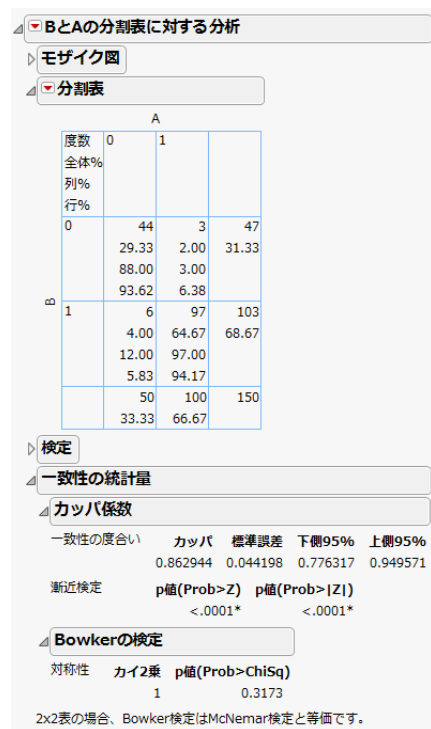 BとAの分割表に対する分析
モザイク図
分割表
A
度数 0 1
全体%
列%
行%
0 44 3 47
29.33 2.00 31.33
88.00 3.00
93.62 6.38
B
1 6 97 103
4.00 64.67 68.67
12.00 97.00
5.83 94.17
50 100 150
33.33 66.67
検定
一致性の統計量
カッパ係数
一致性の度合い カッパ 標準誤差 下側95% 上側95%
0.862944 0.044198 0.776317 0.949571
漸近検定 p値(Prob>Z) p値(Prob>|Z|)
<.0001* <.0001*
Bowkerの検定
対称性 カイ2乗 p値(Prob>ChiSq)
1 0.3173
2x2表の場合、Bowker検定はMcNemar検定と等価です。